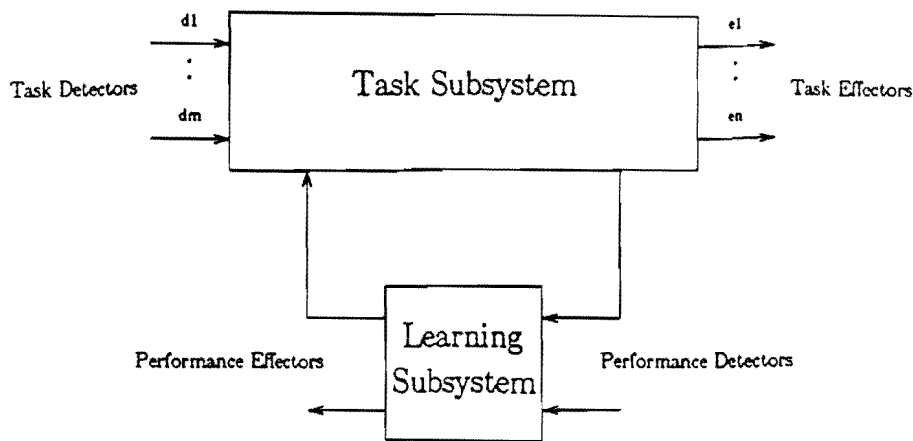 d1
e1
Task Detectors
Task Subsystem
Task Effectors
dm
en
Learning
Subsystem
Performance Effectors
Performance Detectors